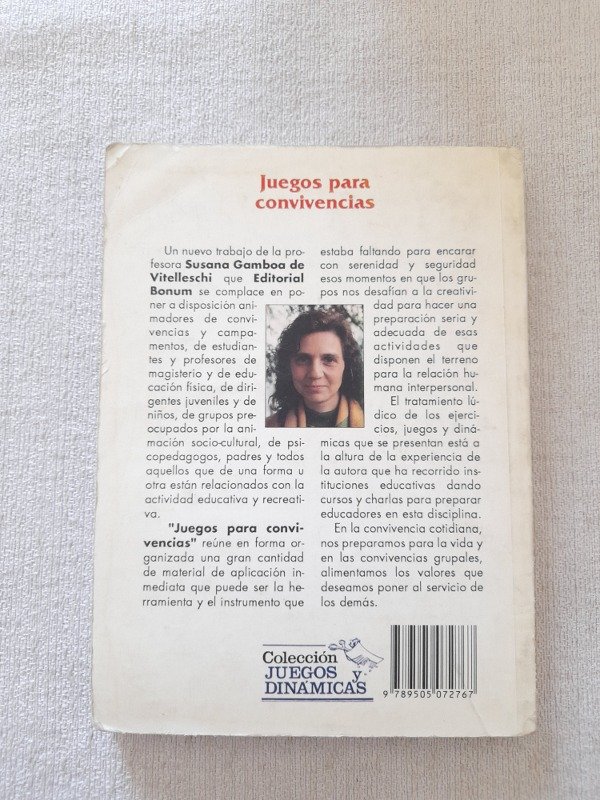 Juegos para
convivencias
Un nuevo trabajo de la pro-
fesora Susana Gamboa de
Vitelleschi que Editorial
Bonum se complace en po-
ner a disposición ani-
madores de con-
vivencias y campa-
mentos, de estudian-
tes y profesores de
magisterio y de edu-
cación física, de diri-
gentes juveniles y de
niños, de grupos pre-
ocupados por la ani-
mación socio-cultural, de psi-
copedagogos, padres y todos
aquellos que de una forma u
otra están relacionados con la
actividad educativa y recreati-
va.
"Juegos para convi-
vencias" reúne en forma or-
ganizada una gran cantidad
de material de aplicación in-
mediata que puede ser la he-
rramienta y el instrumento que
estaba faltando para encarar
con serenidad y seguridad
esos momentos en que los gru-
pos nos desafían a la creativi-
dad para hacer una
preparación seria y
adecuada de esas
actividades que
disponen el terreno
para la relación hu-
mana interpersonal.
El tratamiento lú-
dico de los ejerci-
cios, juegos y diná-
micas que se presentan está a
la altura de la experiencia de
la autora que ha recorrido ins-
tituciones educativas dando
cursos y charlas para preparar
educadores en esta disciplina.
En la convivencia cotidiana,
nos preparamos para la vida y
en las convivencias grupales,
alimentamos los valores que
deseamos poner al servicio de
los demás.
Colección
JUEGOS y
DINÁMICAS
9 789505 072767